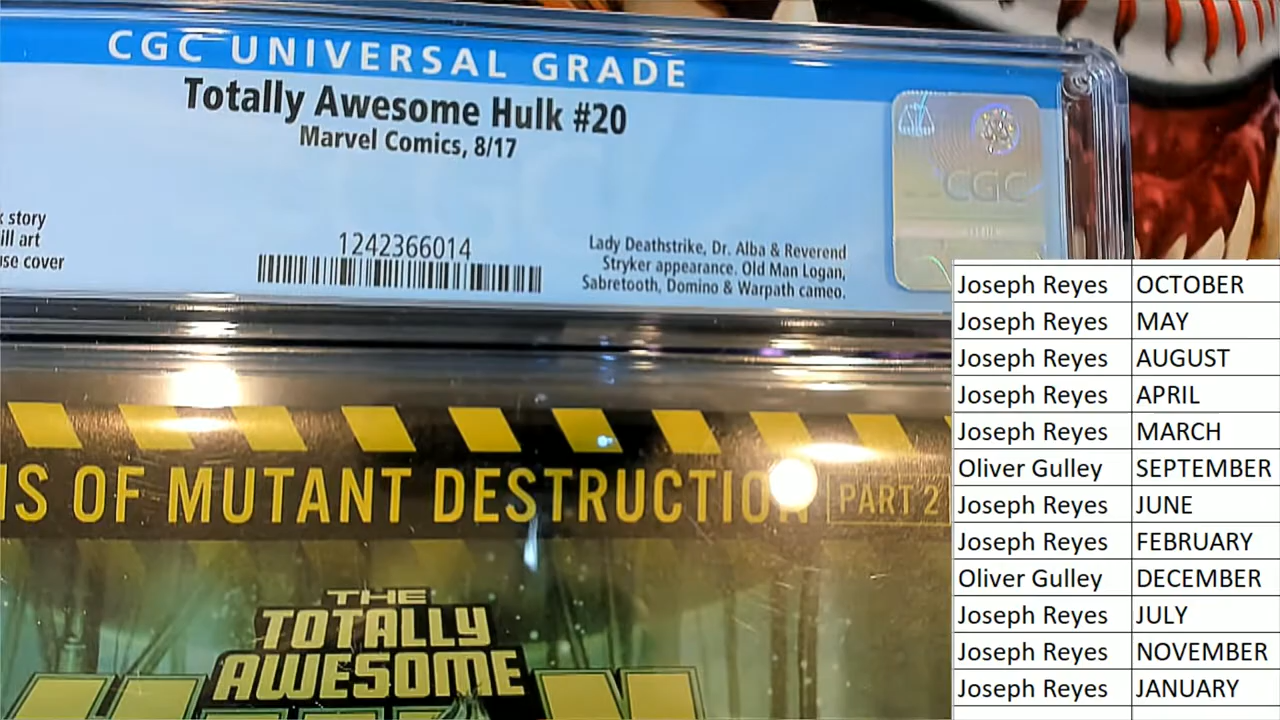 CGC UNIVERSAL GRADE
Totally Awesome Hulk #20
Marvel Comics, 8/17
story
ill art
cover
1242366014
Lady Deathstrike, Dr. Alba & Reverend
Stryker appearance. Old Man Logan,
Sabretooth, Domino & Warpath cameo.
CGC
OF MUTANT DESTRUCTION PART 2
THE
TOTALLY
AWESOME
Joseph Reyes OCTOBER
Joseph Reyes MAY
Joseph Reyes AUGUST
Joseph Reyes APRIL
Joseph Reyes MARCH
Oliver Gulley SEPTEMBER
Joseph Reyes JUNE
Joseph Reyes FEBRUARY
Oliver Gulley DECEMBER
Joseph Reyes JULY
Joseph Reyes NOVEMBER
Joseph Reyes JANUARY